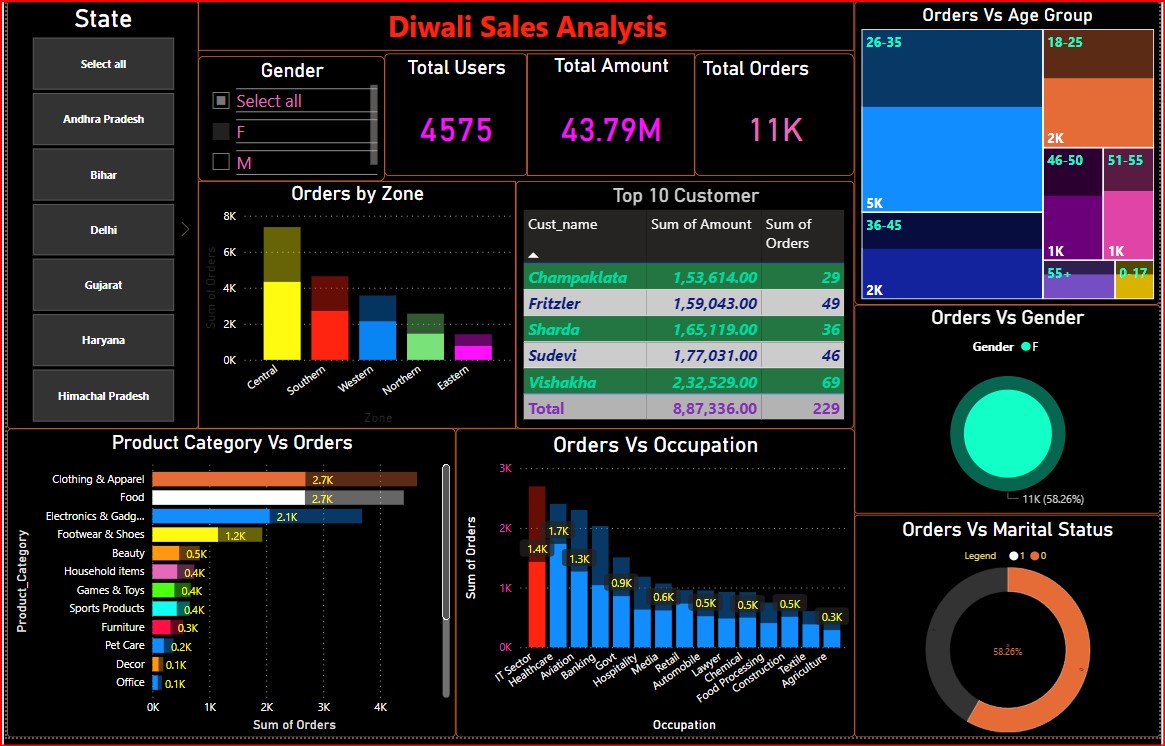 State
Select all
Andhra Pradesh
Bihar
Delhi
Gujarat
Haryana
Himachal Pradesh
Diwali Sales Analysis
Gender
Select all
F
M
Total Users
4575
Total Amount
43.79M
Total Orders
11K
Orders by Zone
8K
6K
4K
2K
0K
Sum of Orders
Central
Southern
Western
Northern
Eastern
Zone
Top 10 Customer
Cust_name Sum of Amount Sum of
Orders
Champaklata 1,53,614.00 29
Fritzler 1,59,043.00 49
Sharda 1,65,119.00 36
Sudevi 1,77,031.00 46
Vishakha 2,32,529.00 69
Total 8,87,336.00 229
Orders Vs Age Group
26-35
5K
36-45
2K
18-25
2K
46-50
1K
51-55
1K
55+
0-17
Orders Vs Gender
Gender F
11K (58.26%)
Product Category Vs Orders
Product_Category
Clothing & Apparel 2.7K
Food 2.7K
Electronics & Gadg... 2.1K
Footwear & Shoes 1.2K
Beauty 0.5K
Household items 0.4K
Games & Toys 0.4K
Sports Products 0.4K
Furniture 0.3K
Pet Care 0.2K
Decor 0.1K
Office 0.1K
0K 1K 2K 3K 4K
Sum of Orders
Orders Vs Occupation
3K
2K
1K
0K
Sum of Orders
1.4K
1.7K
1.3K
0.9K
0.6K
0.5K
0.5K
0.5K
0.3K
IT Sector
Healthcare
Aviation
Banking
Govt
Hospitality
Media
Retail
Automobile
Lawyer
Chemical
Food Processing
Construction
Textile
Agriculture
Occupation
Orders Vs Marital Status
Legend 1 0
58.26%